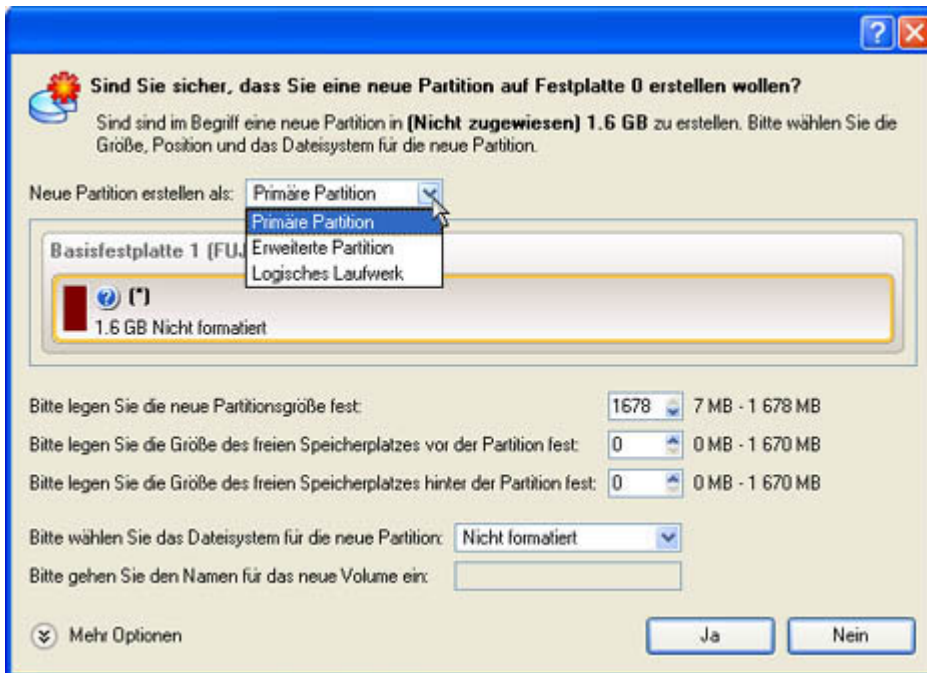 Sind Sie sicher, dass Sie eine neue Partition auf Festplatte 0 erstellen wollen?
Sind sind im Begriff eine neue Partition in (Nicht zugewiesen) 1.6 GB zu erstellen. Bitte wählen Sie die
Größe, Position und das Dateisystem für die neue Partition.
Neue Partition erstellen als: Primäre Partition
Primäre Partition
Erweiterte Partition
Logisches Laufwerk
Basisfestplatte 1 (FUJ
(*)
1.6 GB Nicht formatiert
Bitte legen Sie die neue Partitionsgröße fest: 1678 7 MB - 1 678 MB
Bitte legen Sie die Größe des freien Speicherplatzes vor der Partition fest: 0 0 MB - 1 670 MB
Bitte legen Sie die Größe des freien Speicherplatzes hinter der Partition fest: 0 0 MB - 1 670 MB
Bitte wählen Sie das Dateisystem für die neue Partition: Nicht formatiert
Bitte gehen Sie den Namen für das neue Volume ein:
Mehr Optionen Ja Nein